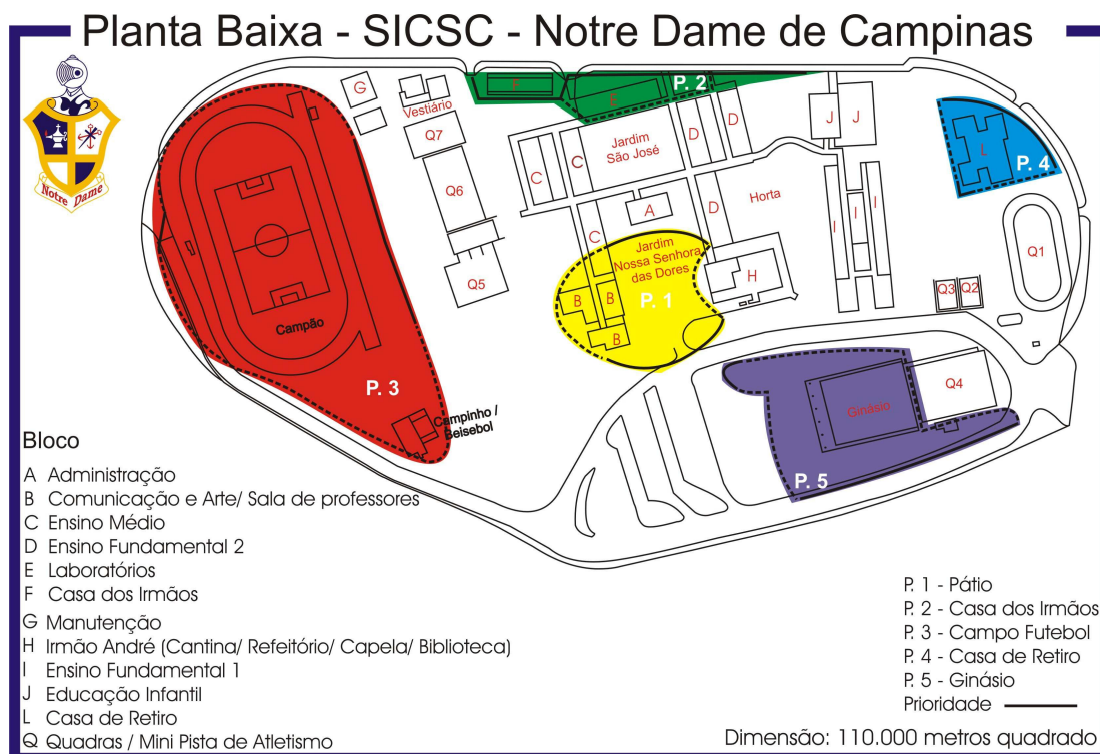 Planta Baixa - SICSC - Notre Dame de Campinas
Notre Dame
G
Vestiário
Q7
Q6
Q5
F
E
P. 2
C
C
Jardim
São José
D
D
J
J
L
P. 4
A
D
Horta
I
I
I
Q1
C
Jardim
Nossa Senhora
das Dores
P. 1
B
B
B
H
Q3
Q2
Campão
P. 3
Campinho /
Beisebol
Ginásio
Q4
P. 5
Bloco
A Administração
B Comunicação e Arte/ Sala de professores
C Ensino Médio
D Ensino Fundamental 2
E Laboratórios
F Casa dos Irmãos
G Manutenção
H Irmão André (Cantina/ Refeitório/ Capela/ Biblioteca)
I Ensino Fundamental 1
J Educação Infantil
L Casa de Retiro
Q Quadras / Mini Pista de Atletismo
P. 1 - Pátio
P. 2 - Casa dos Irmãos
P. 3 - Campo Futebol
P. 4 - Casa de Retiro
P. 5 - Ginásio
Prioridade
Dimensão: 110.000 metros quadrado